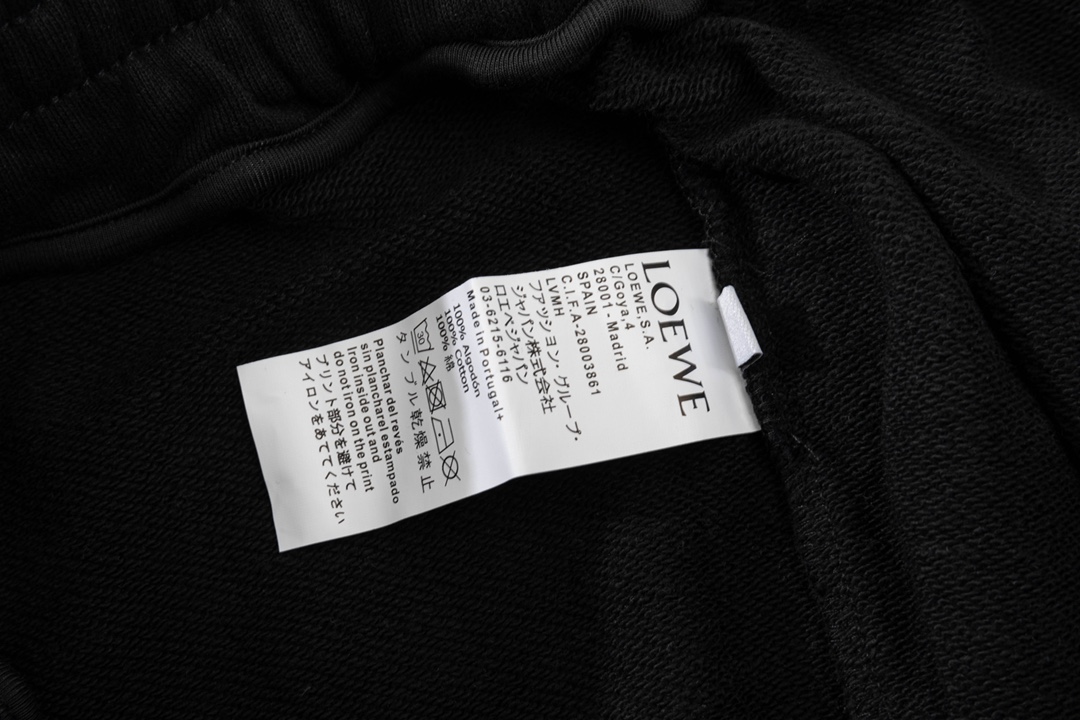 LOEWE
LOEWE,S.A.
C/Goya,4
28001 - Madrid
SPAIN
C.I.F.A-28003861
LVMH
ファッション・グループ・
ジャパン株式会社
ロエベジャパン
03-6215-6116
Made in Portugal+
100% Algodón
100% Cotton
100% 綿
30
タンブル乾燥禁止
Planchar del revés
sin plancharel estampado
Iron inside out and
do not iron on the print
プリント部分を避けて
アイロンをあててください